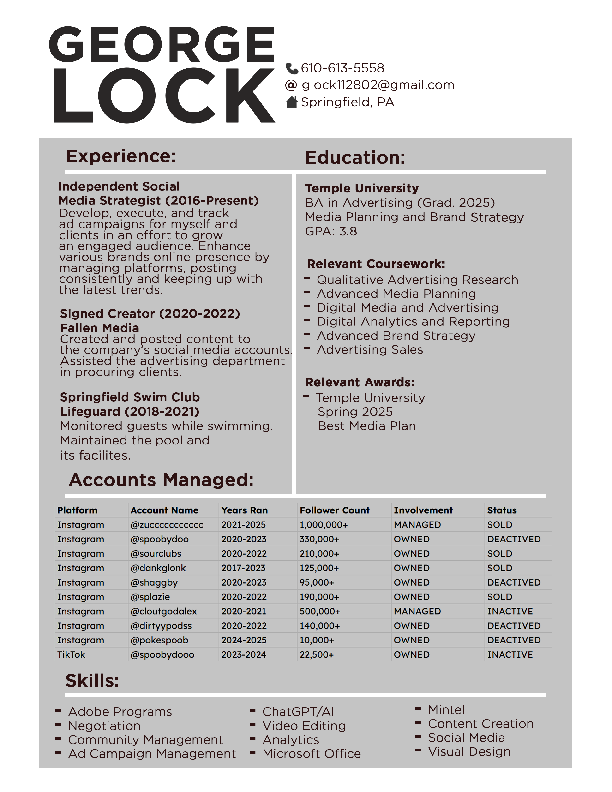 GEORGE
LOCK
610-613-5558
glock112802@gmail.com
Springfield, PA
Experience:
Independent Social
Media Strategist (2016-Present)
Develop, execute, and track
ad campaigns for myself and
clients in an effort to grow
an engaged audience. Enhance
various brands online presence by
managing platforms, posting
consistently and keeping up with
the latest trends.
Signed Creator (2020-2022)
Fallen Media
Created and posted content to
the company's social media accounts.
Assisted the advertising department
in procuring clients.
Springfield Swim Club
Lifeguard (2018-2021)
Monitored guests while swimming.
Maintained the pool and
its facilites.
Education:
Temple University
BA in Advertising (Grad. 2025)
Media Planning and Brand Strategy
GPA: 3.8
Relevant Coursework:
- Qualitative Advertising Research
- Advanced Media Planning
- Digital Media and Advertising
- Digital Analytics and Reporting
- Advanced Brand Strategy
- Advertising Sales
Relevant Awards:
- Temple University
Spring 2025
Best Media Plan
Accounts Managed:
Platform Account Name Years Ran Follower Count Involvement Status
Instagram @zucccccccccccc 2021-2025 1,000,000+ MANAGED SOLD
Instagram @spoobydoo 2020-2023 330,000+ OWNED DEACTIVED
Instagram @sourclubs 2020-2022 210,000+ OWNED SOLD
Instagram @dankglonk 2017-2023 125,000+ OWNED SOLD
Instagram @shaggby 2020-2023 95,000+ OWNED DEACTIVED
Instagram @splazie 2020-2022 190,000+ OWNED SOLD
Instagram @cloutgodalex 2020-2021 500,000+ MANAGED INACTIVE
Instagram @dirtyypodss 2020-2022 140,000+ OWNED DEACTIVED
Instagram @pokespoob 2024-2025 10,000+ OWNED DEACTIVED
TikTok @spoobydooo 2023-2024 22,500+ OWNED INACTIVE
Skills:
- Adobe Programs
- Negotiation
- Community Management
- Ad Campaign Management
- ChatGPT/AI
- Video Editing
- Analytics
- Microsoft Office
- Mintel
- Content Creation
- Social Media
- Visual Design